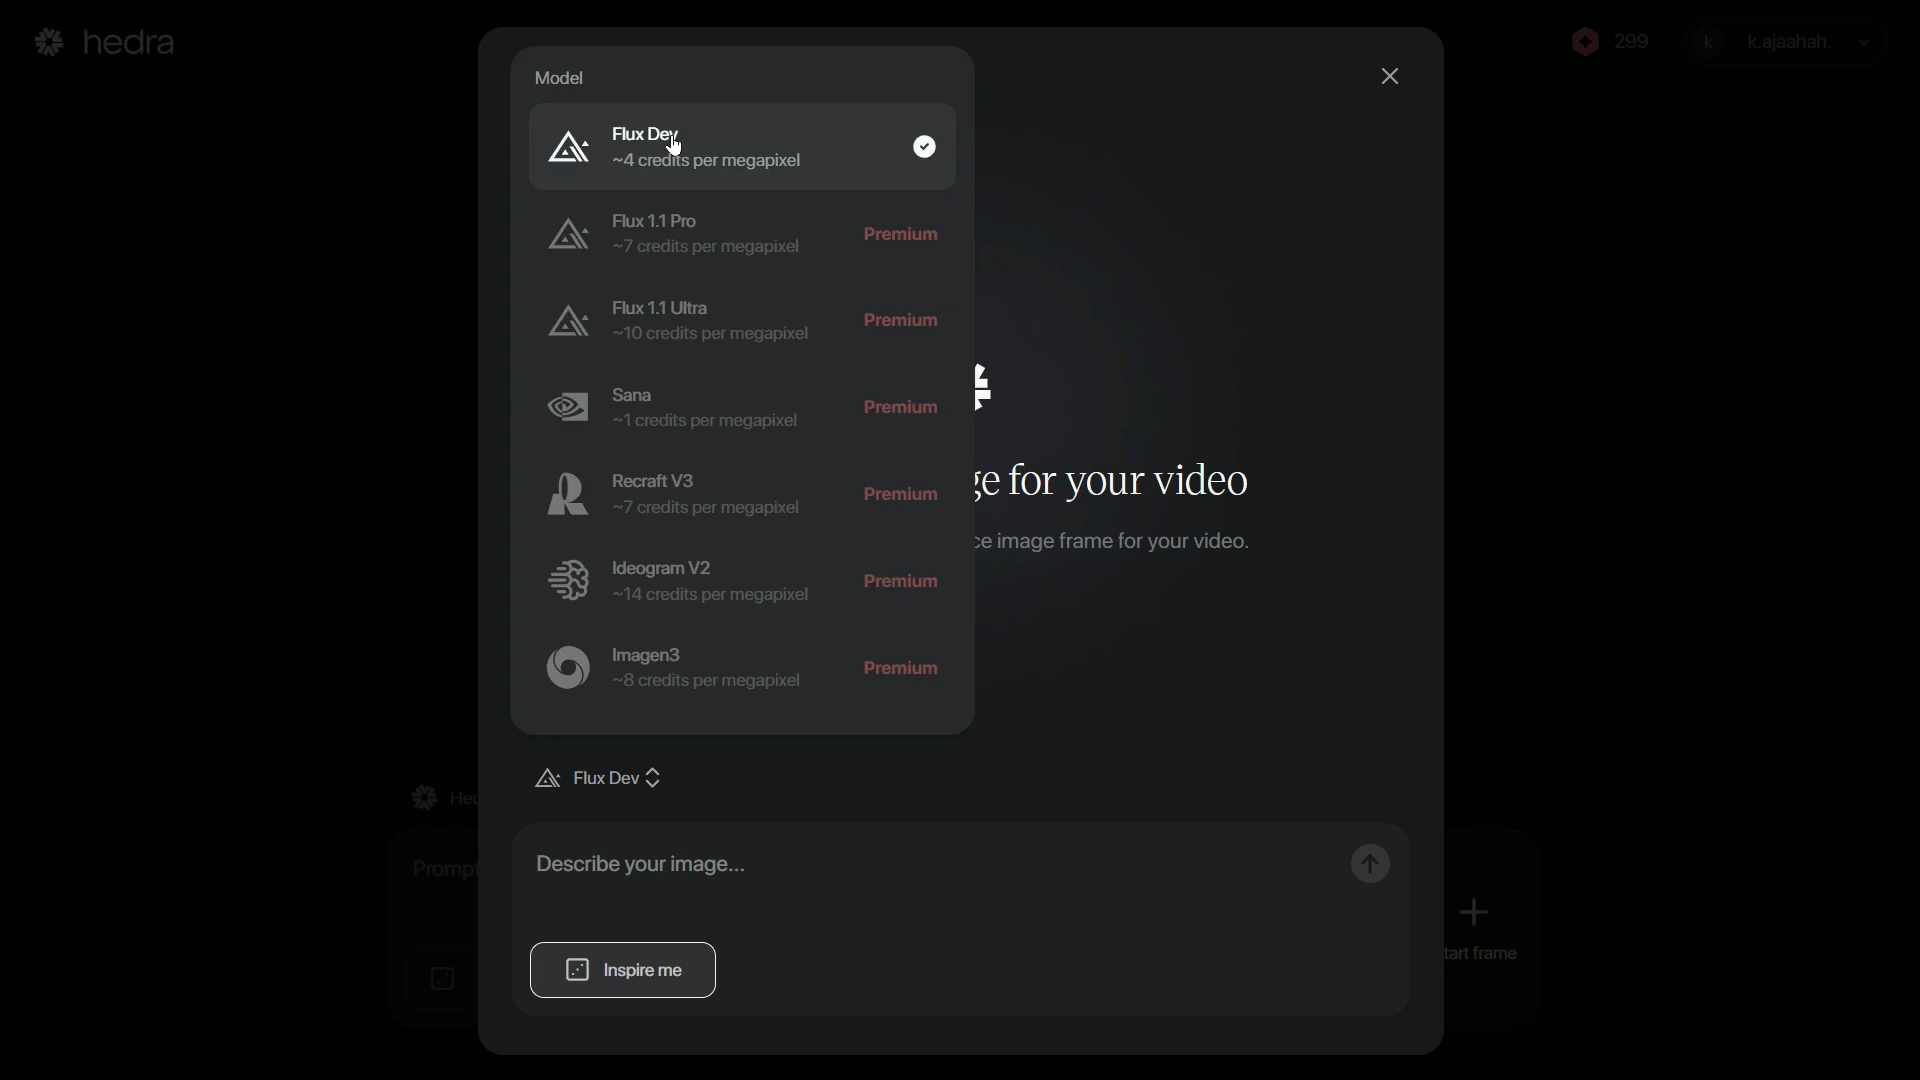 hedra
299
k
k.ajaahah.
Model
Flux Dev
~4 credits per megapixel
Flux 1.1 Pro
~7 credits per megapixel
Premium
Flux 1.1 Ultra
~10 credits per megapixel
Premium
Sana
~1 credits per megapixel
Premium
Recraft V3
~7 credits per megapixel
Premium
Ideogram V2
~14 credits per megapixel
Premium
Imagen3
~8 credits per megapixel
Premium
ge for your video
ce image frame for your video.
Flux Dev
Hed
Describe your image...
Prompt
Inspire me
tart frame